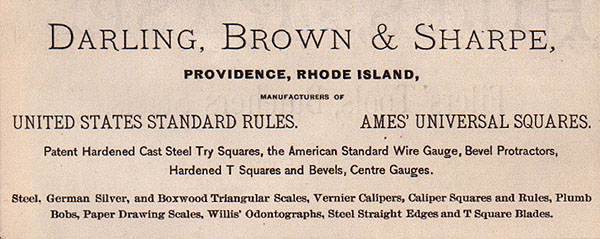 DARLING, BROWN & SHARPE,
PROVIDENCE, RHODE ISLAND,
MANUFACTURERS OF
UNITED STATES STANDARD RULES. AMES' UNIVERSAL SQUARES.
Patent Hardened Cast Steel Try Squares, the American Standard Wire Gauge, Bevel Protractors,
Hardened T Squares and Bevels, Centre Gauges.
Steel, German Silver, and Boxwood Triangular Scales, Vernier Calipers, Caliper Squares and Rules, Plumb
Bobs, Paper Drawing Scales, Willis' Odontographs, Steel Straight Edges and T Square Blades.